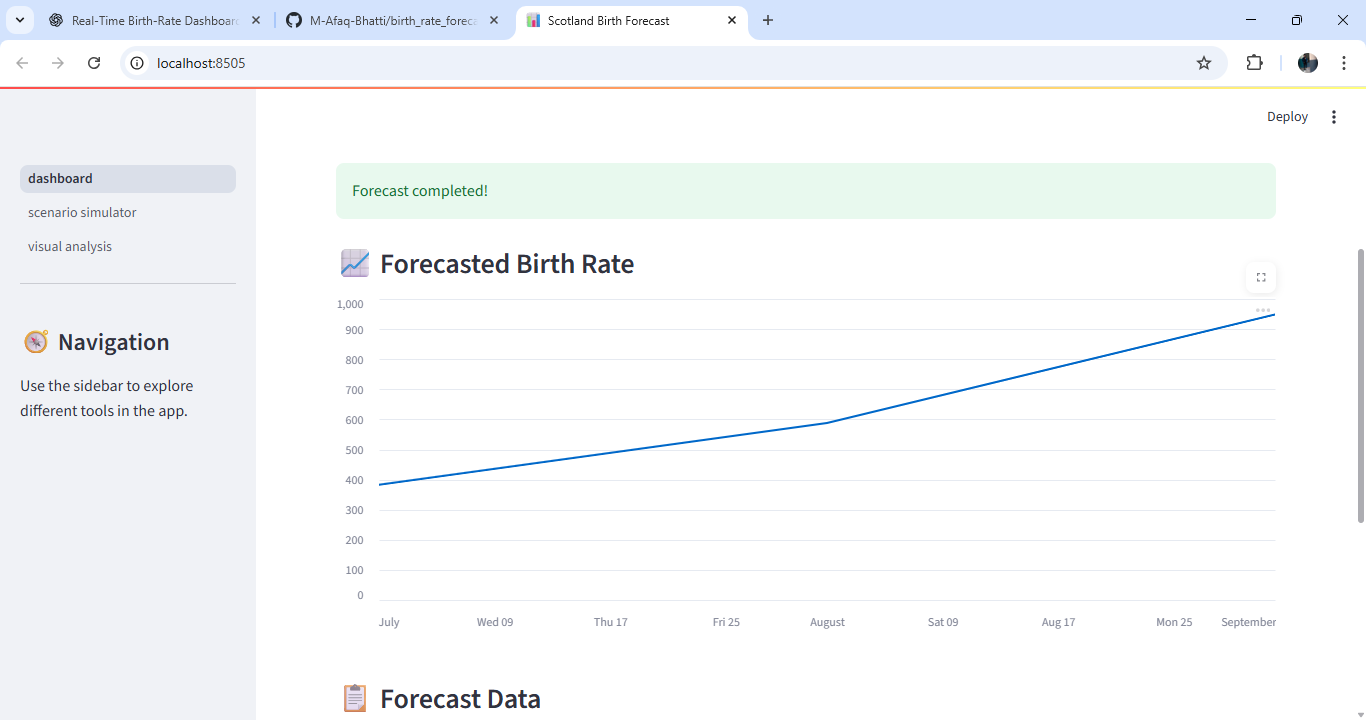 Real-Time Birth-Rate Dashboard
M-Afaq-Bhatti/birth_rate_foreca
Scotland Birth Forecast
localhost:8505
Deploy
dashboard
scenario simulator
visual analysis
Navigation
Use the sidebar to explore
different tools in the app.
Forecast completed!
Forecasted Birth Rate
1,000
900
800
700
600
500
400
300
200
100
0
July
Wed 09
Thu 17
Fri 25
August
Sat 09
Aug 17
Mon 25
September
Forecast Data